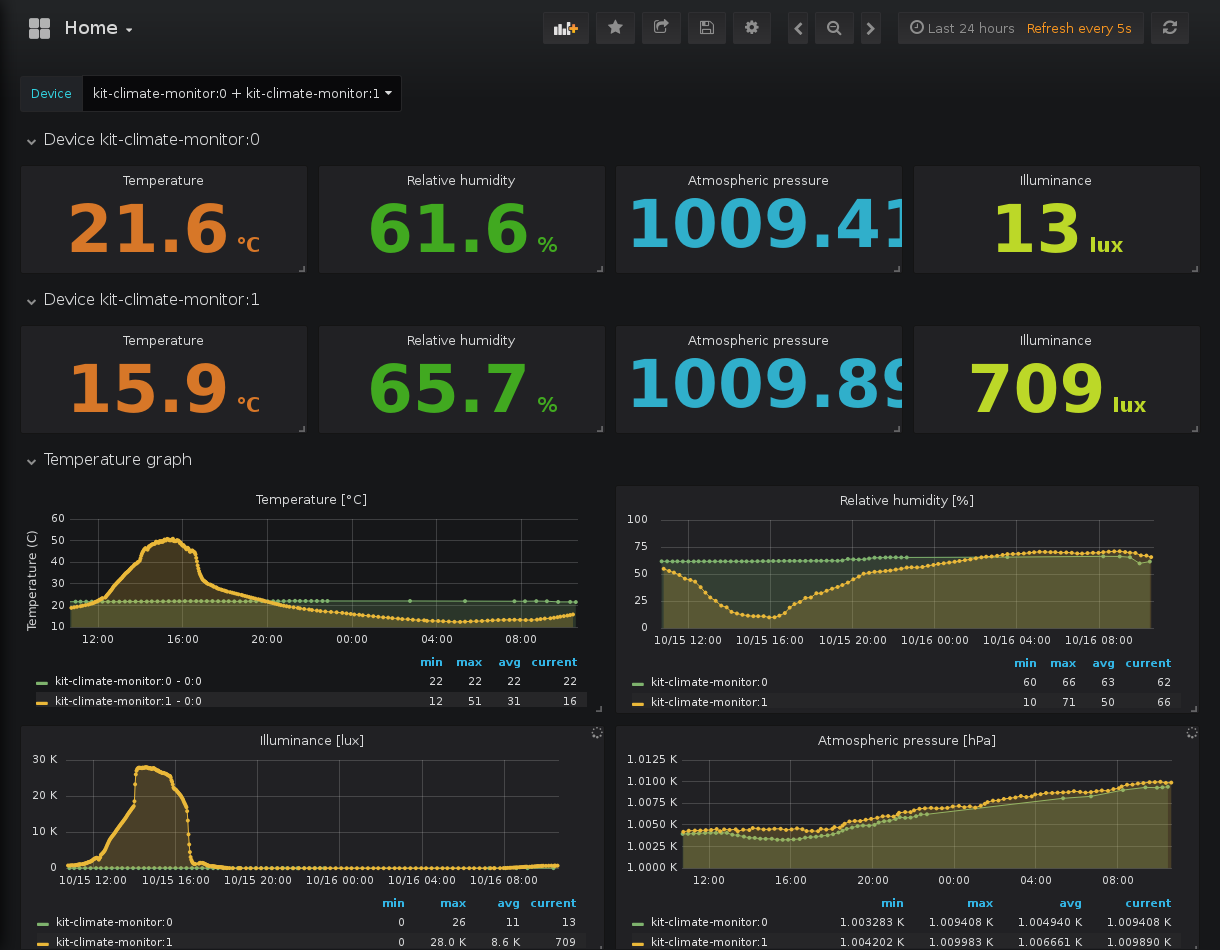 Home
Last 24 hours Refresh every 5s
Device kit-climate-monitor:0 + kit-climate-monitor:1
Device kit-climate-monitor:0
Temperature Relative humidity Atmospheric pressure Illuminance
21.6 °C 61.6 % 1009.41 13 lux
Device kit-climate-monitor:1
Temperature Relative humidity Atmospheric pressure Illuminance
15.9 °C 65.7 % 1009.89 709 lux
Temperature graph
Temperature [°C]
Temperature (C)
60
50
40
30
20
10
12:00 16:00 20:00 00:00 04:00 08:00
min max avg current
kit-climate-monitor:0 - 0:0 22 22 22 22
kit-climate-monitor:1 - 0:0 12 51 31 16
Relative humidity [%]
100
75
50
25
0
10/15 12:00 10/15 16:00 10/15 20:00 10/16 00:00 10/16 04:00 10/16 08:00
min max avg current
kit-climate-monitor:0 60 66 63 62
kit-climate-monitor:1 10 71 50 66
Illuminance [lux]
30 K
20 K
10 K
0
10/15 12:00 10/15 16:00 10/15 20:00 10/16 00:00 10/16 04:00 10/16 08:00
min max avg current
kit-climate-monitor:0 0 26 11 13
kit-climate-monitor:1 0 28.0 K 8.6 K 709
Atmospheric pressure [hPa]
1.0125 K
1.0100 K
1.0075 K
1.0050 K
1.0025 K
1.0000 K
12:00 16:00 20:00 00:00 04:00 08:00
min max avg current
kit-climate-monitor:0 1.003283 K 1.009408 K 1.004940 K 1.009408 K
kit-climate-monitor:1 1.004202 K 1.009983 K 1.006661 K 1.009890 K